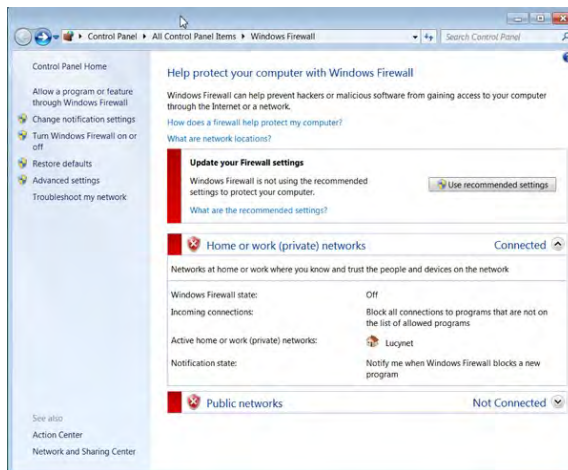 Control Panel ▸ All Control Panel Items ▸ Windows Firewall
Search Control Panel
Control Panel Home
Allow a program or feature
through Windows Firewall
Change notification settings
Turn Windows Firewall on or
off
Restore defaults
Advanced settings
Troubleshoot my network
See also
Action Center
Network and Sharing Center
Help protect your computer with Windows Firewall
Windows Firewall can help prevent hackers or malicious software from gaining access to your computer
through the Internet or a network.
How does a firewall help protect my computer?
What are network locations?
Update your Firewall settings
Windows Firewall is not using the recommended
settings to protect your computer.
Use recommended settings
What are the recommended settings?
Home or work (private) networks Connected
Networks at home or work where you know and trust the people and devices on the network
Windows Firewall state: Off
Incoming connections: Block all connections to programs that are not on
the list of allowed programs
Active home or work (private) networks: Lucynet
Notification state: Notify me when Windows Firewall blocks a new
program
Public networks Not Connected